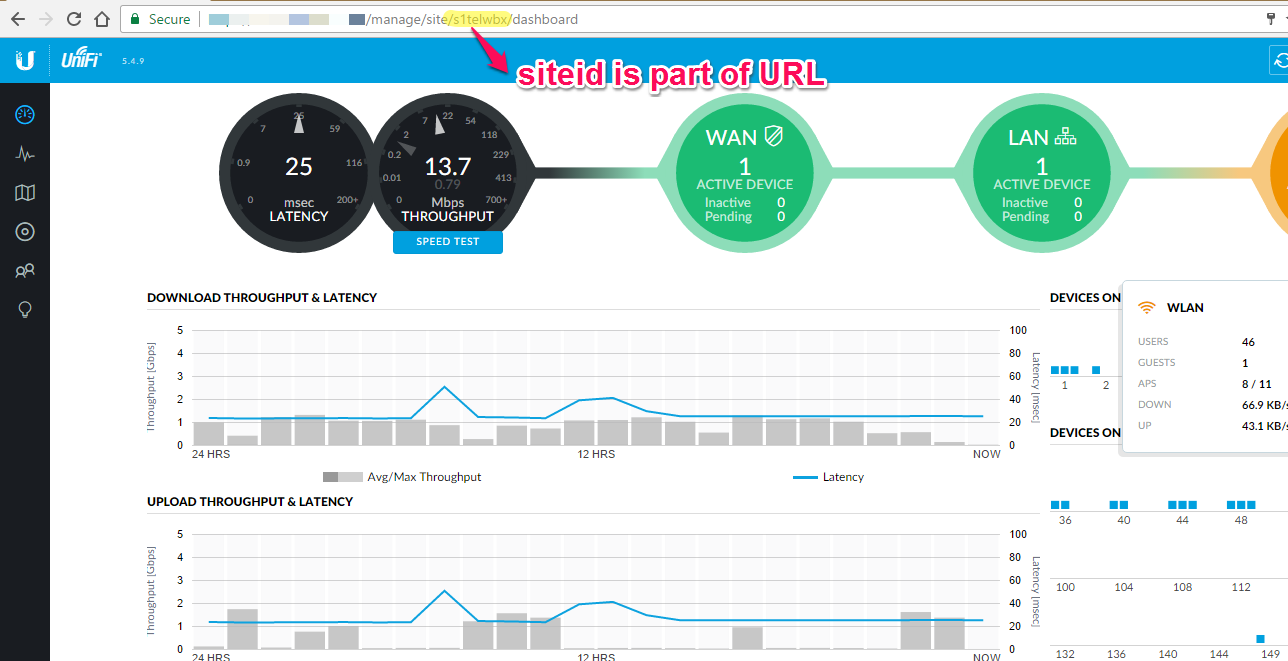 Secure
/manage/site/s1telwbx/dashboard
siteid is part of URL
UniFi 5.4.9
25
7 59
0.9 116
0 200+
25
msec
LATENCY
22
7 54
2 118
0.2 229
0.01 413
0 700+
13.7
0.79
Mbps
THROUGHPUT
SPEED TEST
WAN
1
ACTIVE DEVICE
Inactive 0
Pending 0
LAN
1
ACTIVE DEVICE
Inactive 0
Pending 0
DOWNLOAD THROUGHPUT & LATENCY
Throughput [Gbps]
5
4
3
2
1
0
100
80
60
40
20
0
Latency [msec]
24 HRS 12 HRS NOW
Avg/Max Throughput Latency
UPLOAD THROUGHPUT & LATENCY
Throughput [Gbps]
5
4
3
2
1
0
100
80
60
40
20
0
Latency [msec]
24 HRS 12 HRS NOW
DEVICES ON
1 2
DEVICES ON
36 40 44 48
100 104 108 112
132 136 140 144 149
WLAN
USERS 46
GUESTS 1
APS 8 / 11
DOWN 66.9 KB/s
UP 43.1 KB/s